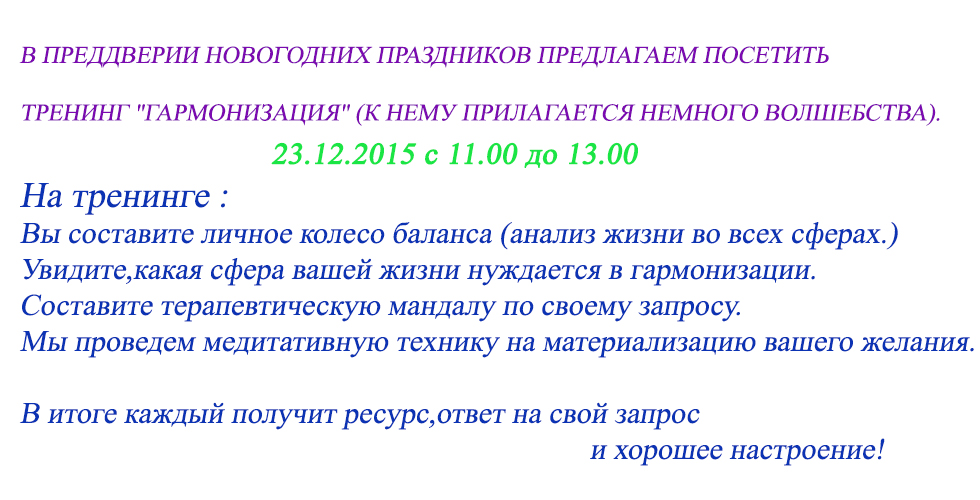 В ПРЕДДВЕРИИ НОВОГОДНИХ ПРАЗДНИКОВ ПРЕДЛАГАЕМ ПОСЕТИТЬ
ТРЕНИНГ "ГАРМОНИЗАЦИЯ" (К НЕМУ ПРИЛАГАЕТСЯ НЕМНОГО ВОЛШЕБСТВА).
23.12.2015 с 11.00 до 13.00
На тренинге :
Вы составите личное колесо баланса (анализ жизни во всех сферах.)
Увидите,какая сфера вашей жизни нуждается в гармонизации.
Составите терапевтическую мандалу по своему запросу.
Мы проведем медитативную технику на материализацию вашего желания.
В итоге каждый получит ресурс,ответ на свой запрос
и хорошее настроение!